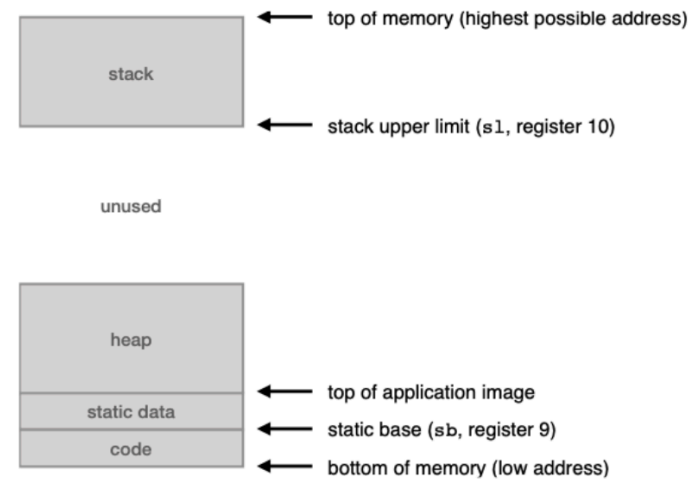 top of memory (highest possible address)
stack
stack upper limit (sl, register 10)
unused
heap
top of application image
static data
static base (sb, register 9)
code
bottom of memory (low address)